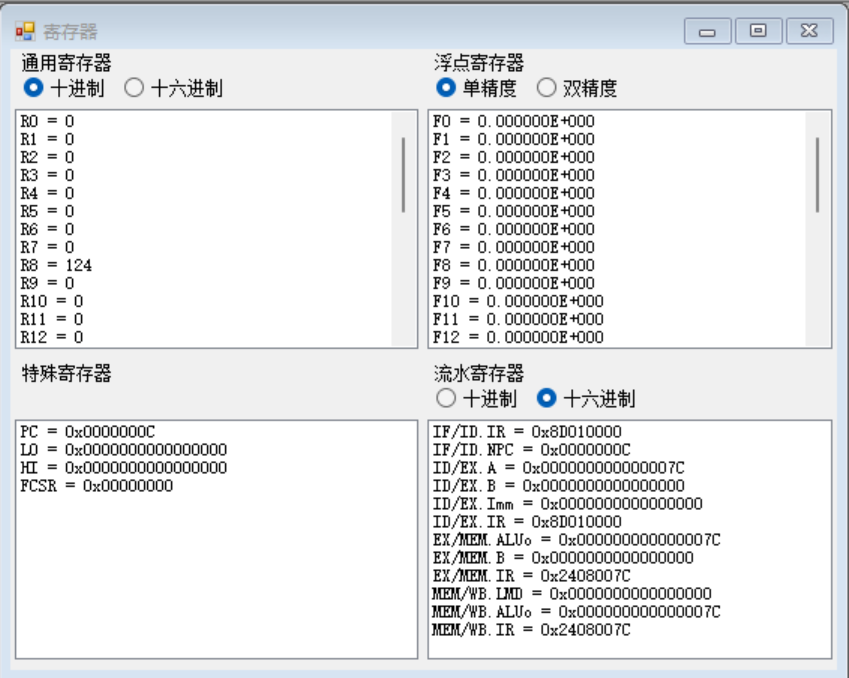 寄存器
通用寄存器
十进制 十六进制
R0 = 0
R1 = 0
R2 = 0
R3 = 0
R4 = 0
R5 = 0
R6 = 0
R7 = 0
R8 = 124
R9 = 0
R10 = 0
R11 = 0
R12 = 0
浮点寄存器
单精度 双精度
F0 = 0.000000E+000
F1 = 0.000000E+000
F2 = 0.000000E+000
F3 = 0.000000E+000
F4 = 0.000000E+000
F5 = 0.000000E+000
F6 = 0.000000E+000
F7 = 0.000000E+000
F8 = 0.000000E+000
F9 = 0.000000E+000
F10 = 0.000000E+000
F11 = 0.000000E+000
F12 = 0.000000E+000
特殊寄存器
PC = 0x0000000C
LO = 0x0000000000000000
HI = 0x0000000000000000
FCSR = 0x00000000
流水寄存器
十进制 十六进制
IF/ID.IR = 0x8D010000
IF/ID.NPC = 0x0000000C
ID/EX.A = 0x000000000000007C
ID/EX.B = 0x0000000000000000
ID/EX.Imm = 0x0000000000000000
ID/EX.IR = 0x8D010000
EX/MEM.ALUo = 0x000000000000007C
EX/MEM.B = 0x0000000000000000
EX/MEM.IR = 0x2408007C
MEM/WB.LMD = 0x0000000000000000
MEM/WB.ALUo = 0x000000000000007C
MEM/WB.IR = 0x2408007C